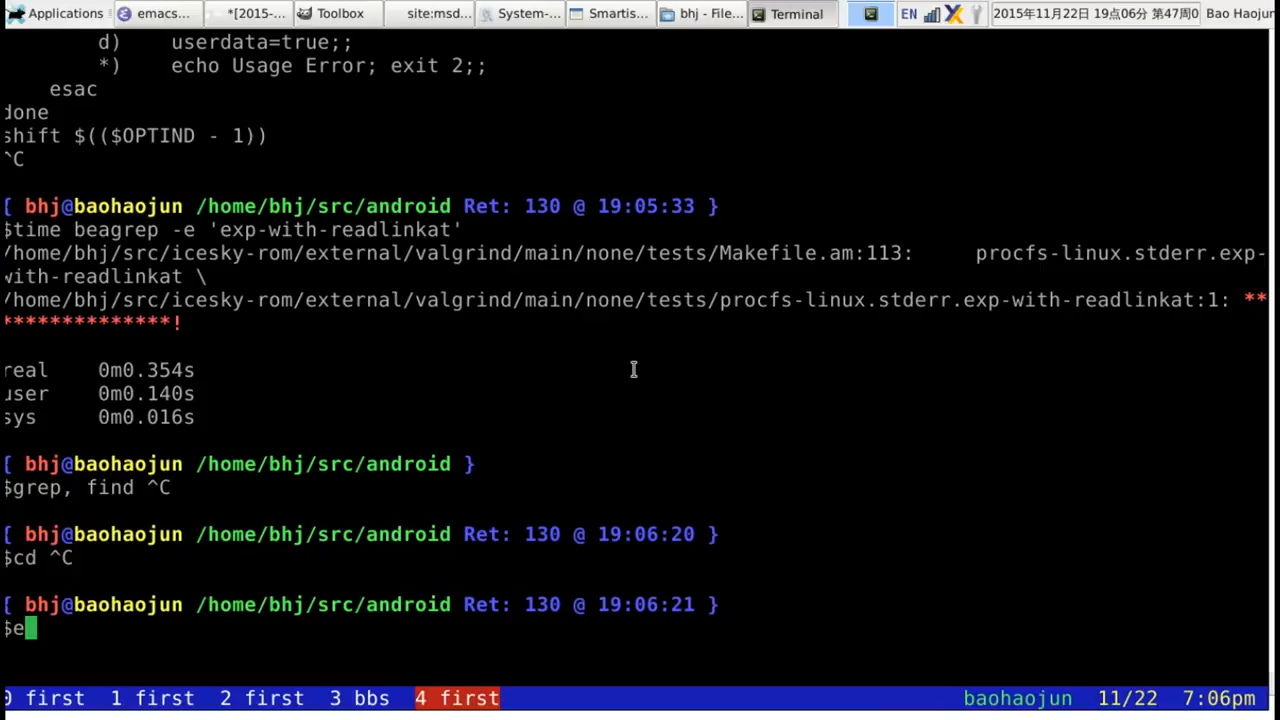 Applications emacs... *[2015-... Toolbox site:msd... System-... Smartis... bhj - File... Terminal EN 2015年11月22日 19点06分 第47周0 Bao Haojun
d) userdata=true;;
*) echo Usage Error; exit 2;;
esac
done
shift $(($OPTIND - 1))
^C
[ bhj@baohaojun /home/bhj/src/android Ret: 130 @ 19:05:33 }
$time beagrep -e 'exp-with-readlinkat'
/home/bhj/src/icesky-rom/external/valgrind/main/none/tests/Makefile.am:113: procfs-linux.stderr.exp-
with-readlinkat \
/home/bhj/src/icesky-rom/external/valgrind/main/none/tests/procfs-linux.stderr.exp-with-readlinkat:1: **
**************!
real 0m0.354s
user 0m0.140s
sys 0m0.016s
[ bhj@baohaojun /home/bhj/src/android }
$grep, find ^C
[ bhj@baohaojun /home/bhj/src/android Ret: 130 @ 19:06:20 }
$cd ^C
[ bhj@baohaojun /home/bhj/src/android Ret: 130 @ 19:06:21 }
$e
0 first 1 first 2 first 3 bbs 4 first baohaojun 11/22 7:06pm